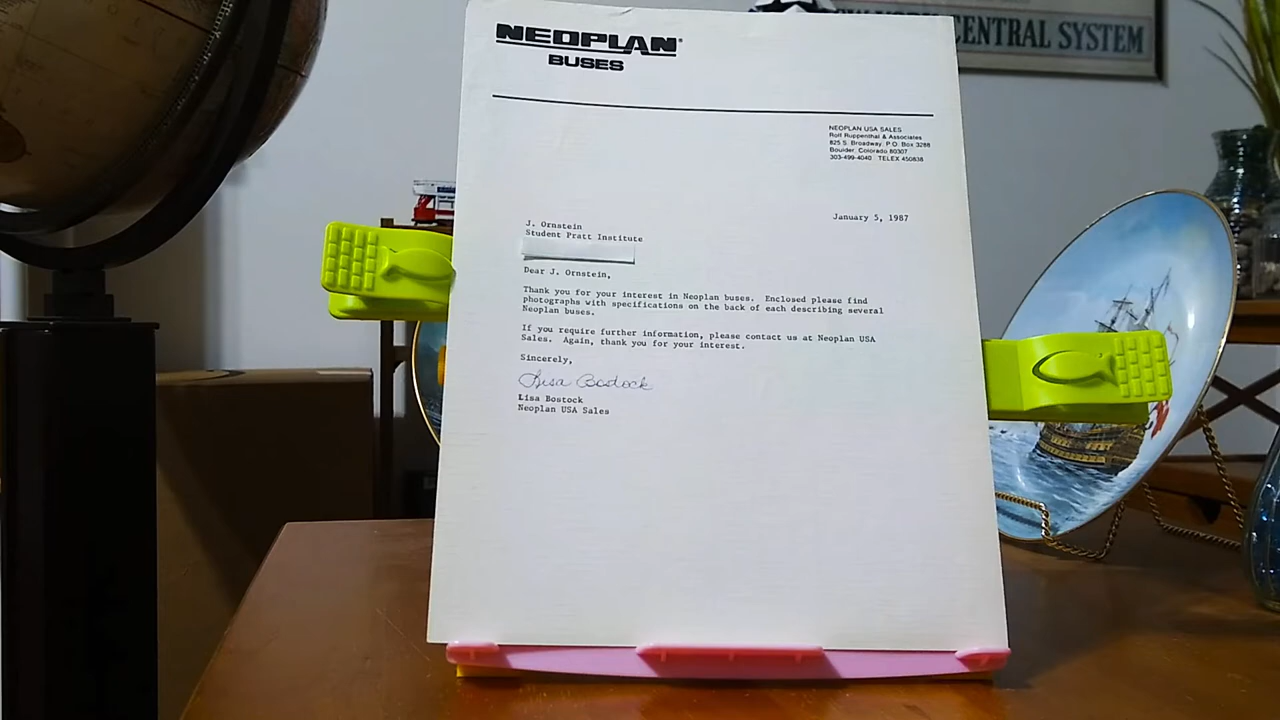 NEOPLAN
BUSES
CENTRAL SYSTEM
NEOPLAN USA SALES
Rolf Ruppenthal & Associates
825 S. Broadway P.O. Box 3288
Boulder, Colorado 80307
303-499-4040 TELEX 450838
January 5, 1987
J. Ornstein
Student Pratt Institute
Dear J. Ornstein,
Thank you for your interest in Neoplan buses. Enclosed please find
photographs with specifications on the back of each describing several
Neoplan buses.
If you require further information, please contact us at Neoplan USA
Sales. Again, thank you for your interest.
Sincerely,
Lisa Bostock
Lisa Bostock
Neoplan USA Sales